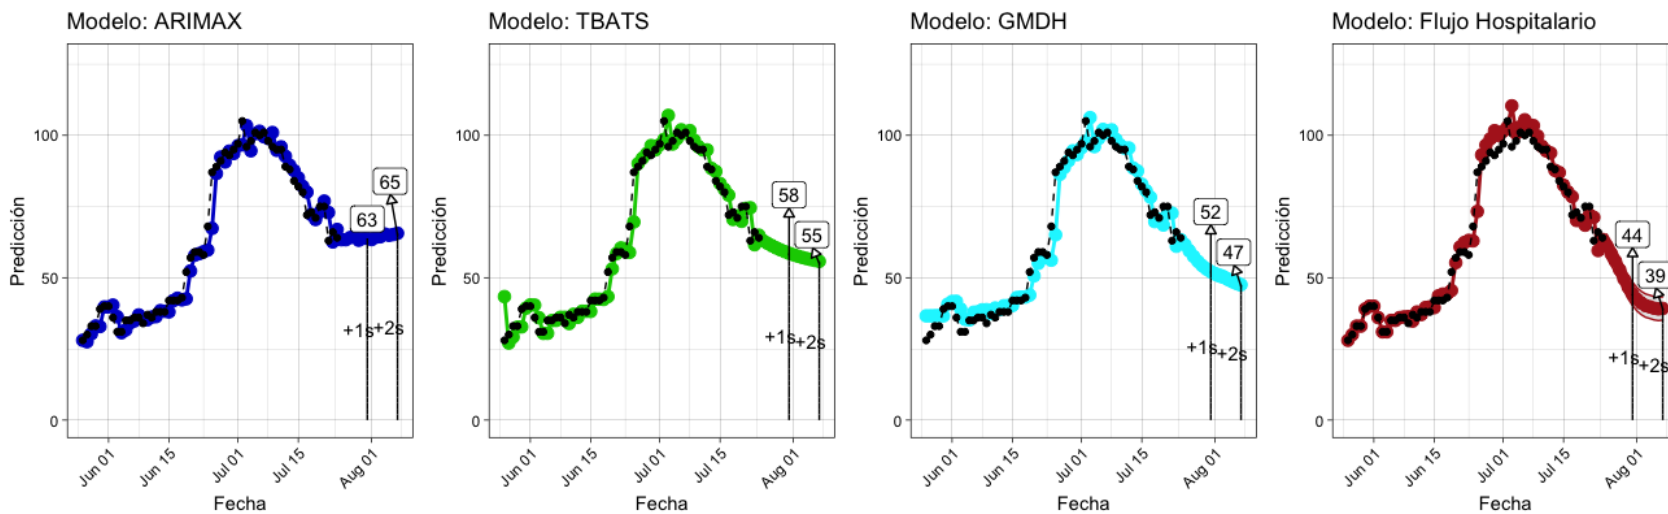 Modelo: ARIMAX
Predicción
100
50
0
63
65
+1s
+2s
Jun 01
Jun 15
Jul 01
Jul 15
Aug 01
Fecha
Modelo: TBATS
Predicción
100
50
0
58
55
+1s
+2s
Jun 01
Jun 15
Jul 01
Jul 15
Aug 01
Fecha
Modelo: GMDH
Predicción
100
50
0
52
47
+1s
+2s
Jun 01
Jun 15
Jul 01
Jul 15
Aug 01
Fecha
Modelo: Flujo Hospitalario
Predicción
100
50
0
44
39
+1s
+2s
Jun 01
Jun 15
Jul 01
Jul 15
Aug 01
Fecha